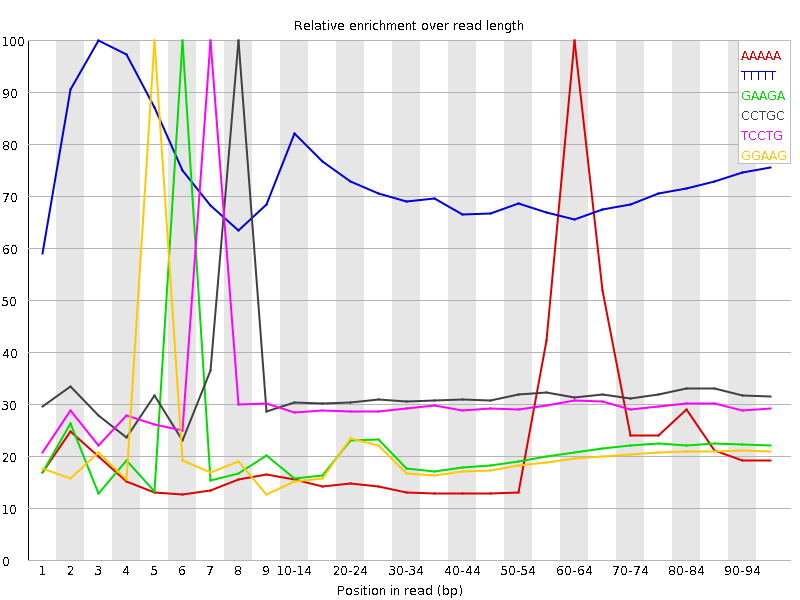 Relative enrichment over read length
100
90
80
70
60
50
40
30
20
10
0
AAAAA
TTTTT
GAAGA
CCTGC
TCCTG
GGAAG
1 2 3 4 5 6 7 8 9 10-14 20-24 30-34 40-44 50-54 60-64 70-74 80-84 90-94
Position in read (bp)